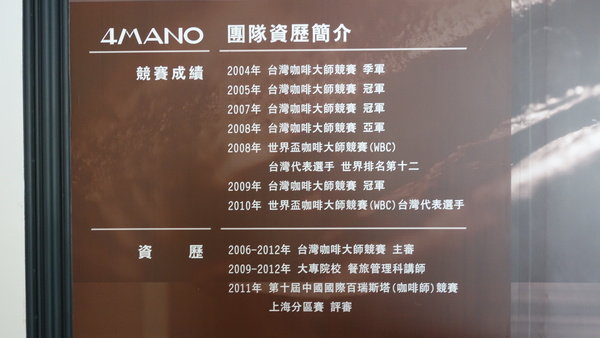 4MANO 團隊資歷簡介
競賽成績 2004年 台灣咖啡大師競賽 季軍
2005年 台灣咖啡大師競賽 冠軍
2007年 台灣咖啡大師競賽 冠軍
2008年 台灣咖啡大師競賽 亞軍
2008年 世界盃咖啡大師競賽(WBC)
台灣代表選手 世界排名第十二
2009年 台灣咖啡大師競賽 冠軍
2010年 世界盃咖啡大師競賽(WBC)台灣代表選手
資歷 2006-2012年 台灣咖啡大師競賽 主審
2009-2012年 大專院校 餐旅管理科講師
2011年 第十屆中國國際百瑞斯塔(咖啡師)競賽
上海分區賽 評審